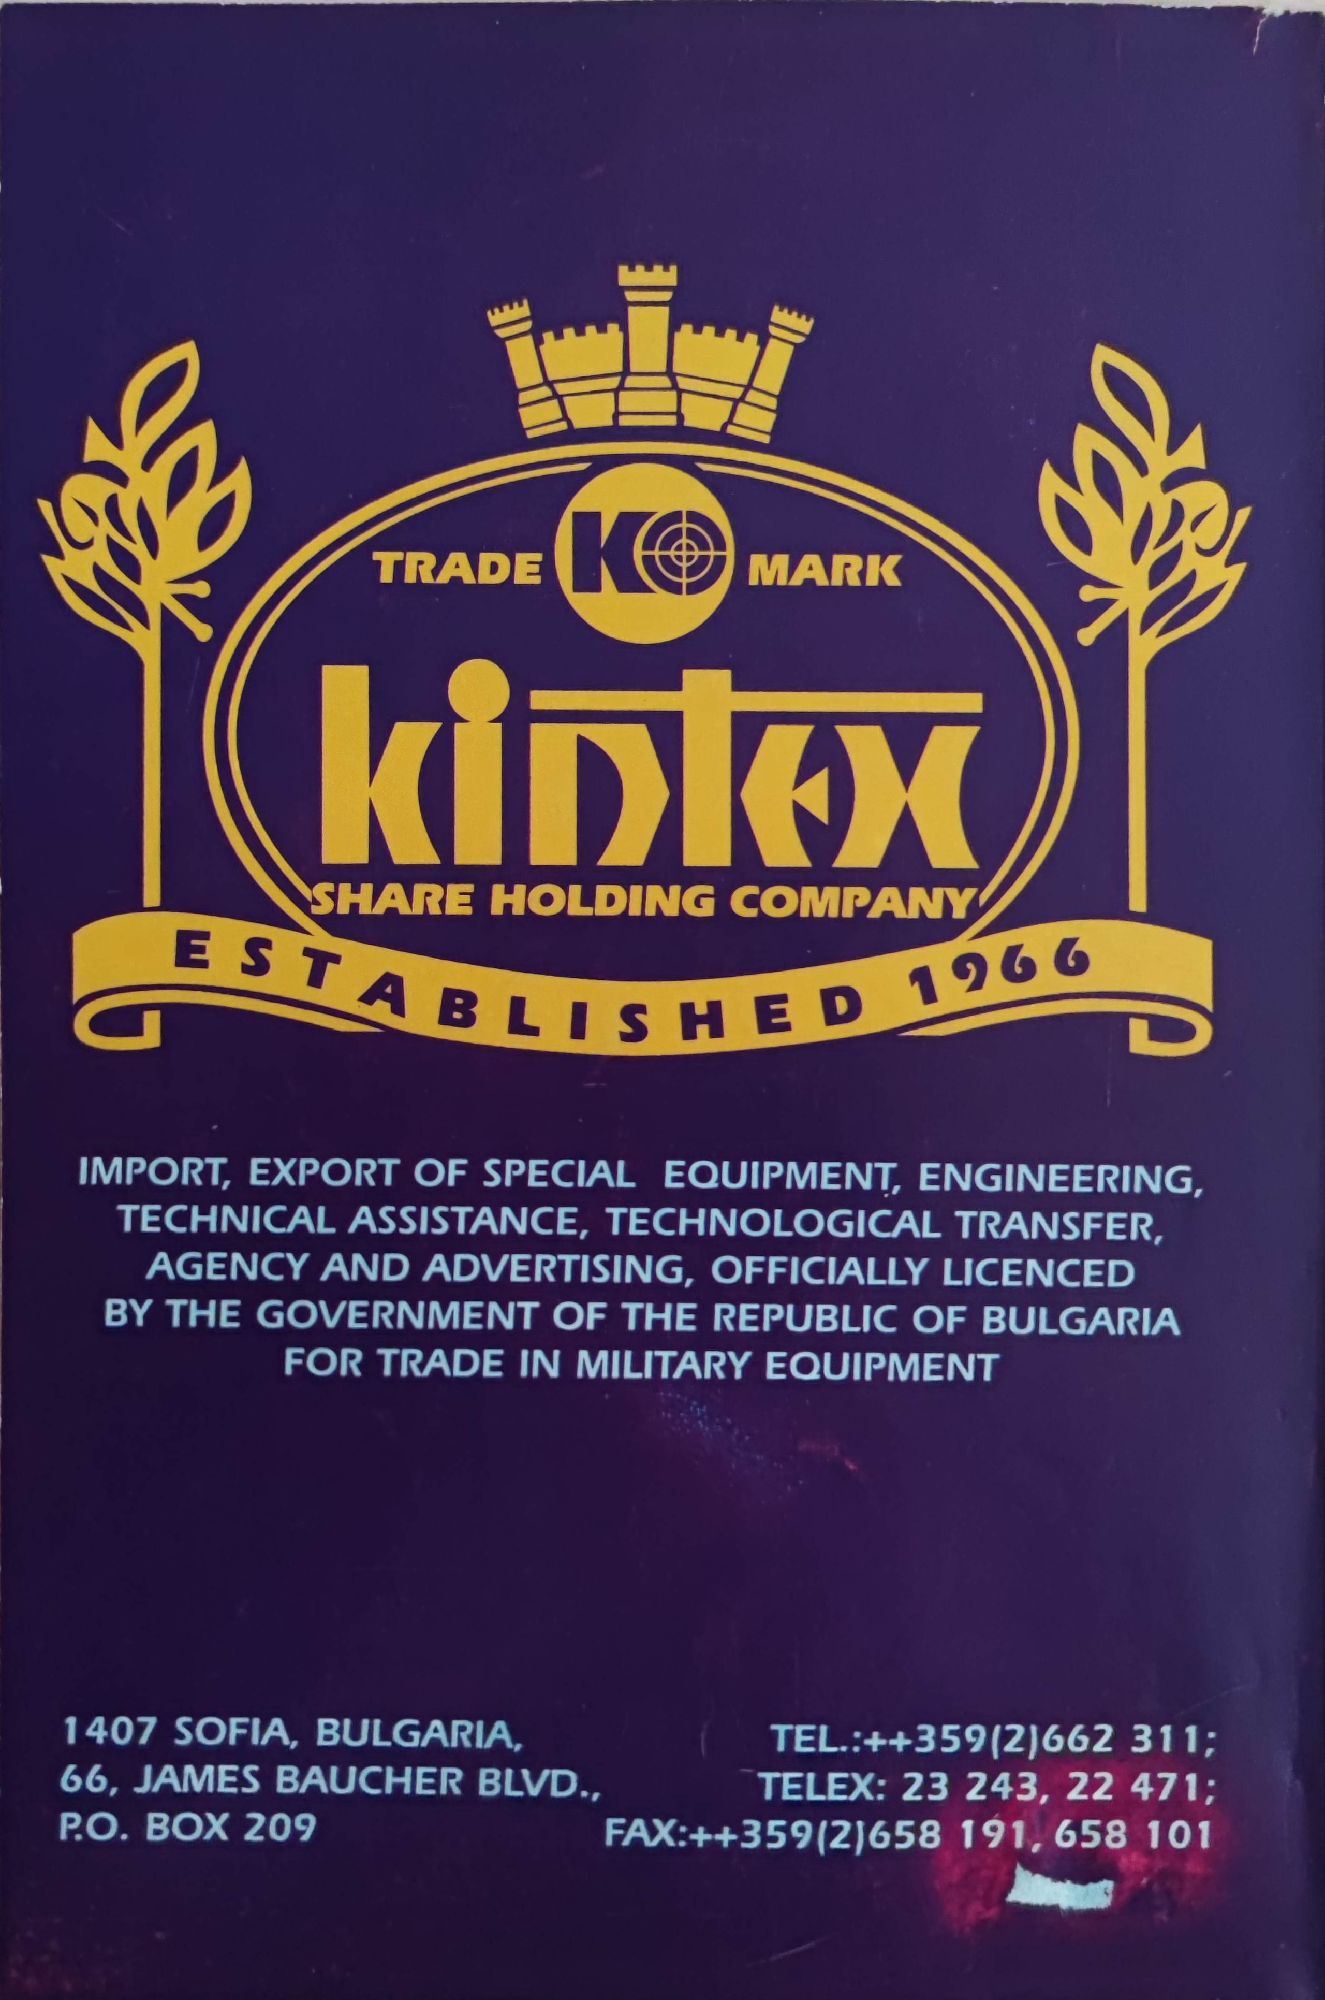 TRADE KO MARK
kintex
SHARE HOLDING COMPANY
ESTABLISHED 1966
IMPORT, EXPORT OF SPECIAL EQUIPMENT, ENGINEERING,
TECHNICAL ASSISTANCE, TECHNOLOGICAL TRANSFER,
AGENCY AND ADVERTISING, OFFICIALLY LICENCED
BY THE GOVERNMENT OF THE REPUBLIC OF BULGARIA
FOR TRADE IN MILITARY EQUIPMENT
1407 SOFIA, BULGARIA,
66, JAMES BAUCHER BLVD.,
P.O. BOX 209
TEL.:++359(2)662 311;
TELEX: 23 243, 22 471;
FAX:++359(2)658 191, 658 101